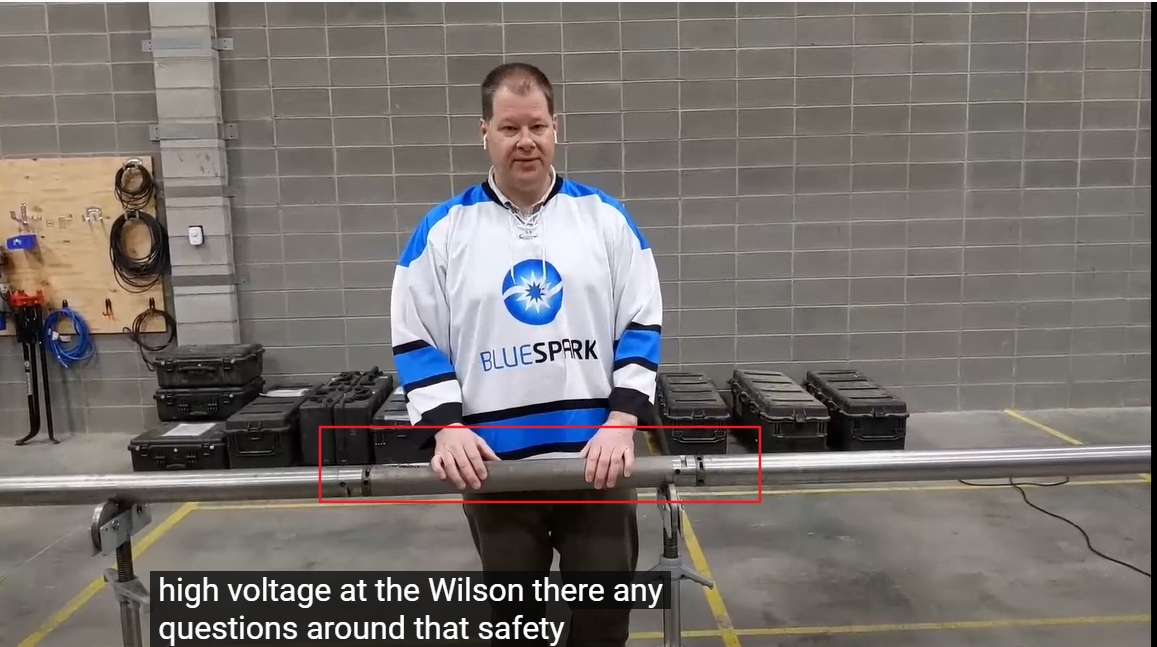 BLUESPARK
high voltage at the Wilson there any
questions around that safety